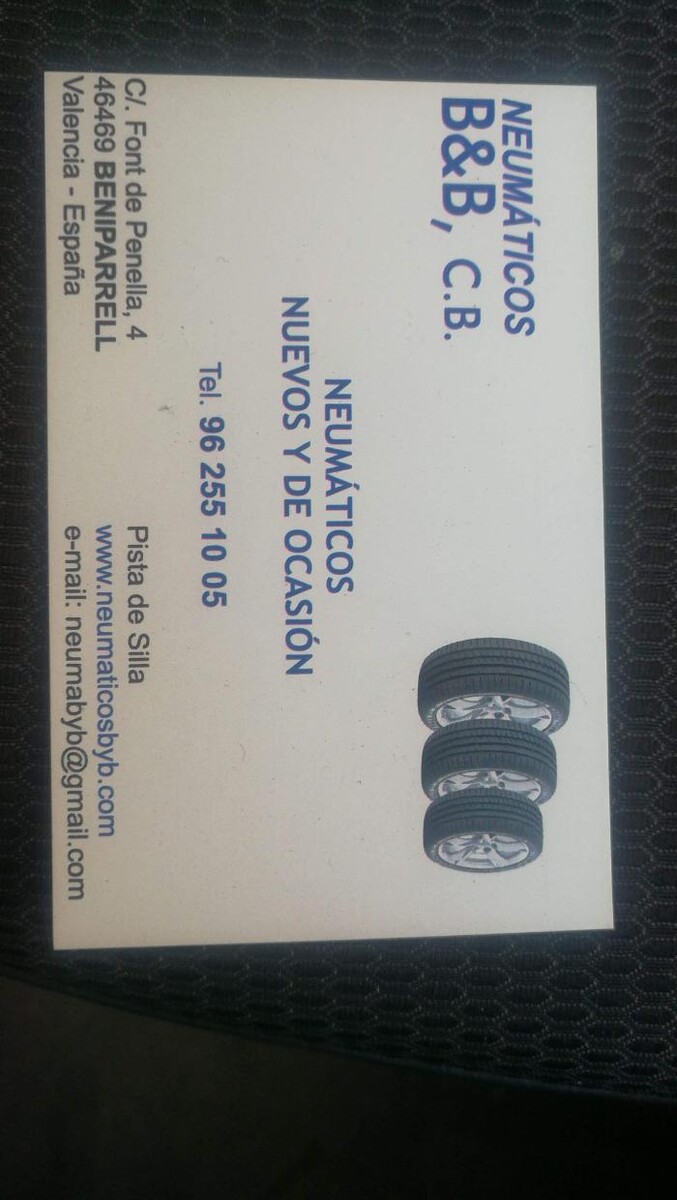 NEUMÁTICOS
B&B, C.B.
NEUMÁTICOS
NUEVOS Y DE OCASIÓN
Tel. 96 255 10 05
C/. Font de Penella, 4
46469 BENIPARRELL
Valencia - España
Pista de Silla
www.neumaticosbyb.com
e-mail: neumabyb@gmail.com